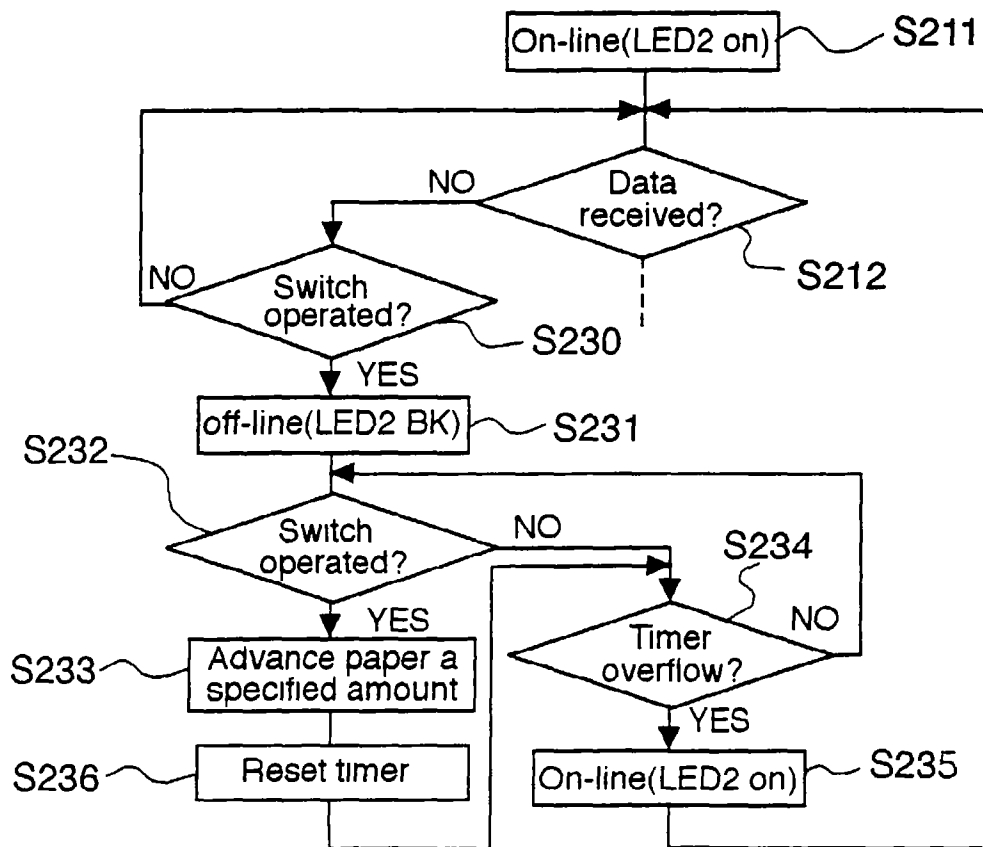 On-line(LED2 on)
S211
NO
Data
received?
S212
NO
Switch
operated?
S230
YES
off-line(LED2 BK)
S231
S232
Switch
operated?
NO
S234
YES
Timer
overflow?
NO
S233
Advance paper a
specified amount
YES
S236
Reset timer
On-line(LED2 on)
S235